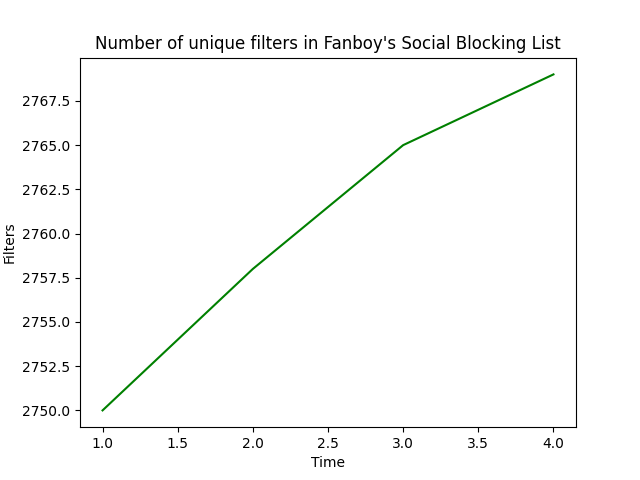 Number of unique filters in Fanboy's Social Blocking List
2767.5
2765.0
2762.5
2760.0
2757.5
2755.0
2752.5
2750.0
Filters
1.0 1.5 2.0 2.5 3.0 3.5 4.0
Time